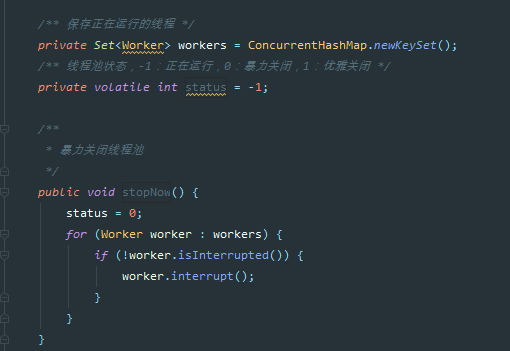 /** 保存正在运行的线程 */
private Set<Worker> workers = ConcurrentHashMap.newKeySet();
/** 线程池状态，-1：正在运行，0：暴力关闭，1：优雅关闭 */
private volatile int status = -1;
/**
* 暴力关闭线程池
*/
public void stopNow() {
status = 0;
for (Worker worker : workers) {
if (!worker.isInterrupted()) {
worker.interrupt();
}
}
}